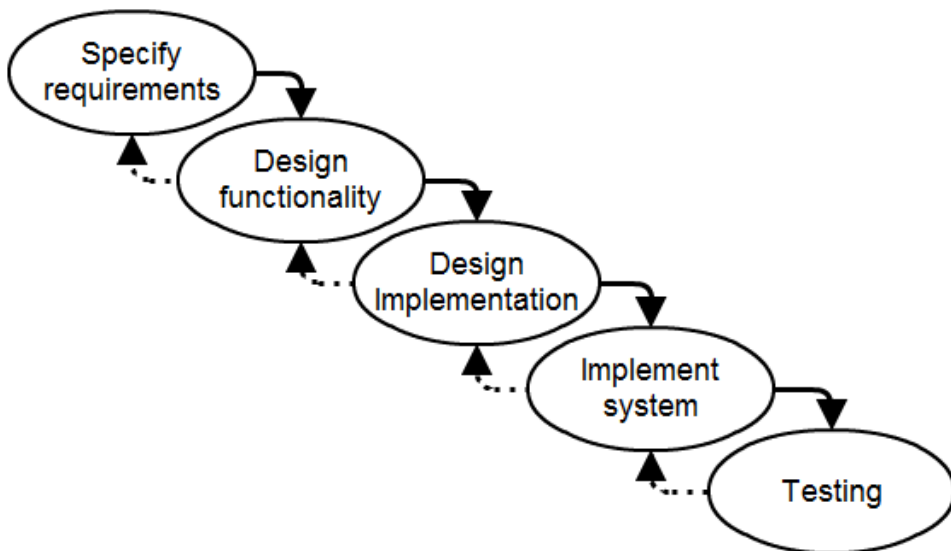 Specify
requirements
Design
functionality
Design
Implementation
Implement
system
Testing